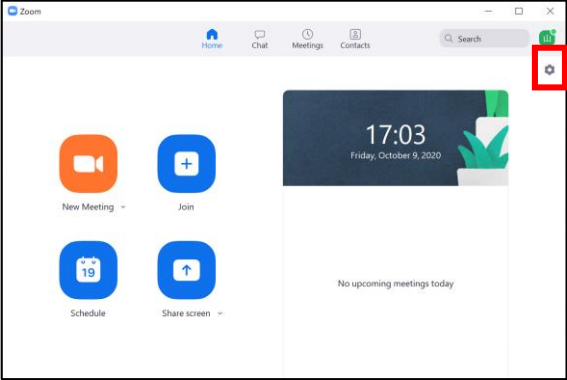 Zoom
Home
Chat
Meetings
Contacts
Search
17:03
Friday, October 9, 2020
New Meeting
Join
19
Schedule
Share screen
No upcoming meetings today